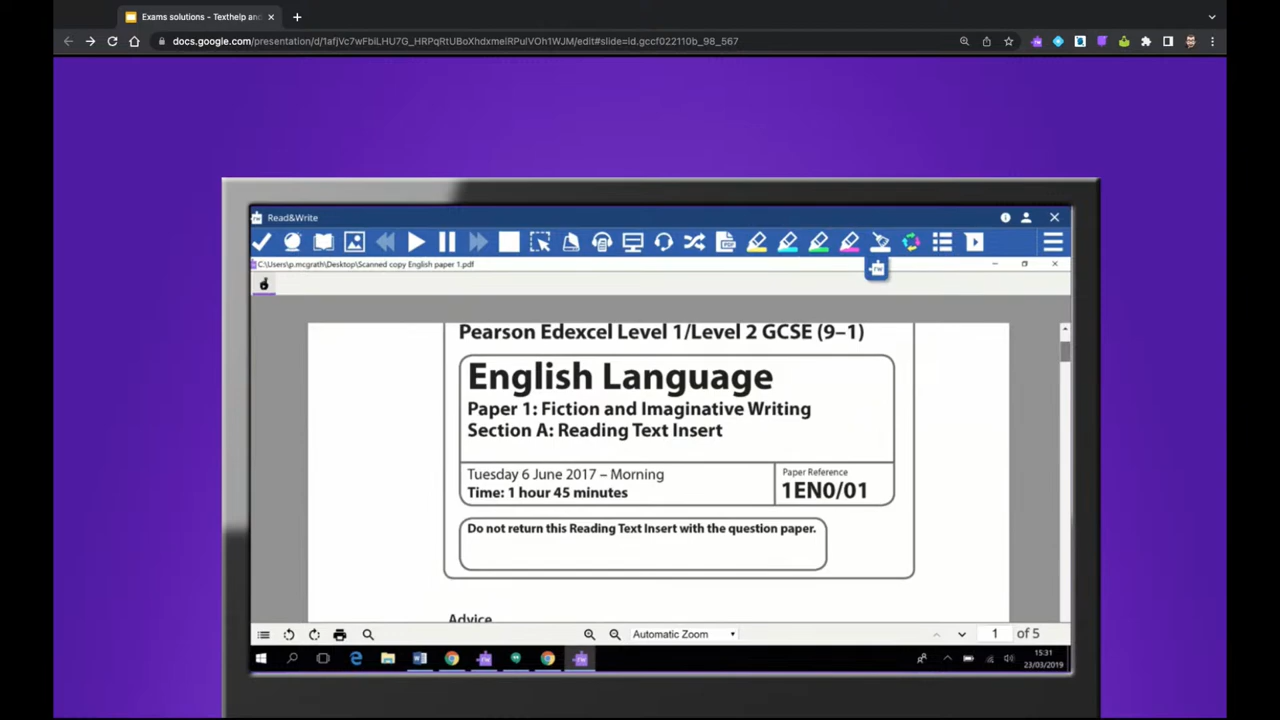 Exams solutions - Texthelp and
docs.google.com/presentation/d/1afjVc7wFbiLHU7G_HRPqRtUBoXhdxmelRPulVOh1WJM/edit#slide=id.gccf022110b_98_567
Read&Write
C:\Users\p.mcgrath\Desktop\Scanned copy English paper 1.pdf
Pearson Edexcel Level 1/Level 2 GCSE (9–1)
English Language
Paper 1: Fiction and Imaginative Writing
Section A: Reading Text Insert
Tuesday 6 June 2017 – Morning
Time: 1 hour 45 minutes
Paper Reference
1EN0/01
Do not return this Reading Text Insert with the question paper.
Advice
Automatic Zoom
1 of 5
15:31
23/03/2019